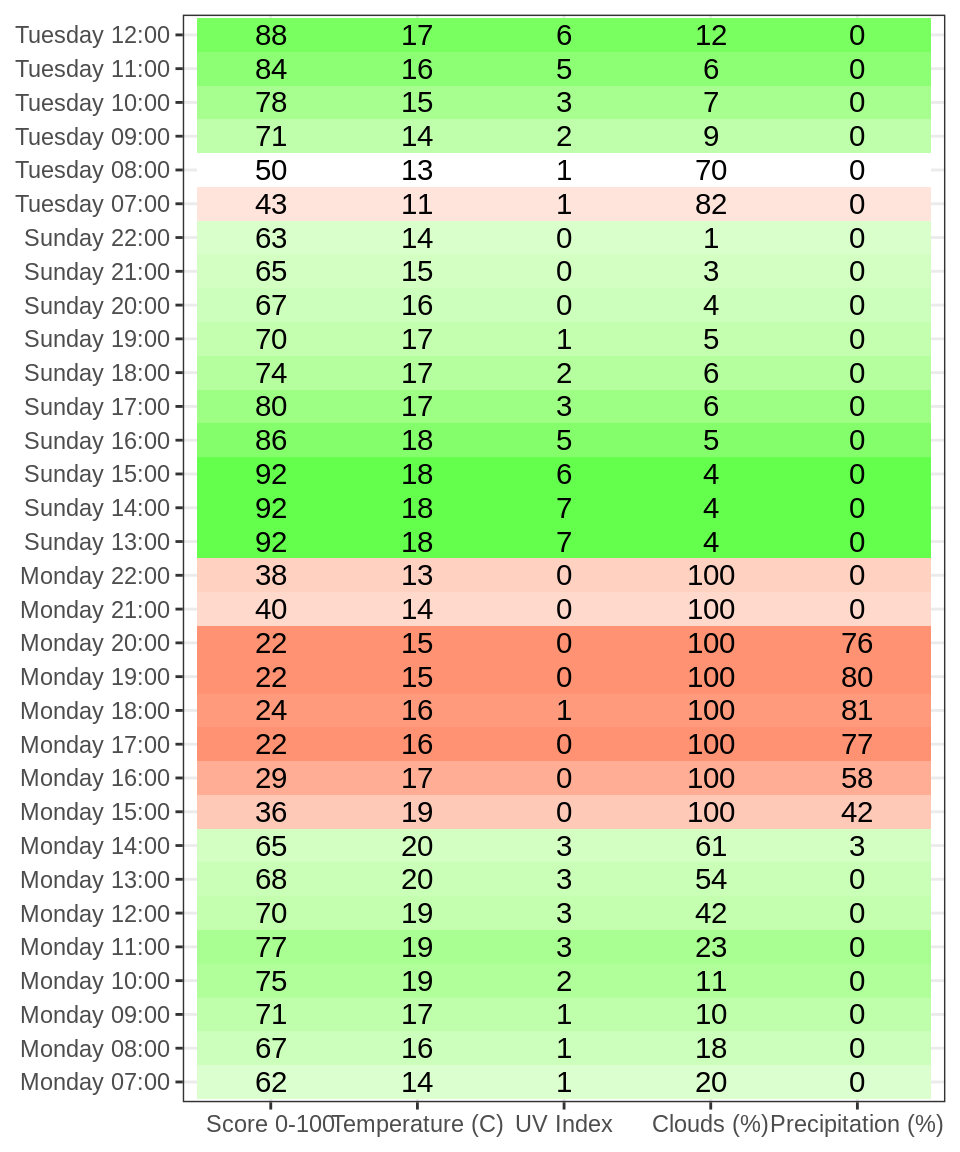 Tuesday 12:00 88 17 6 12 0
Tuesday 11:00 84 16 5 6 0
Tuesday 10:00 78 15 3 7 0
Tuesday 09:00 71 14 2 9 0
Tuesday 08:00 50 13 1 70 0
Tuesday 07:00 43 11 1 82 0
Sunday 22:00 63 14 0 1 0
Sunday 21:00 65 15 0 3 0
Sunday 20:00 67 16 0 4 0
Sunday 19:00 70 17 1 5 0
Sunday 18:00 74 17 2 6 0
Sunday 17:00 80 17 3 6 0
Sunday 16:00 86 18 5 5 0
Sunday 15:00 92 18 6 4 0
Sunday 14:00 92 18 7 4 0
Sunday 13:00 92 18 7 4 0
Monday 22:00 38 13 0 100 0
Monday 21:00 40 14 0 100 0
Monday 20:00 22 15 0 100 76
Monday 19:00 22 15 0 100 80
Monday 18:00 24 16 1 100 81
Monday 17:00 22 16 0 100 77
Monday 16:00 29 17 0 100 58
Monday 15:00 36 19 0 100 42
Monday 14:00 65 20 3 61 3
Monday 13:00 68 20 3 54 0
Monday 12:00 70 19 3 42 0
Monday 11:00 77 19 3 23 0
Monday 10:00 75 19 2 11 0
Monday 09:00 71 17 1 10 0
Monday 08:00 67 16 1 18 0
Monday 07:00 62 14 1 20 0
Score 0-100 Temperature (C) UV Index Clouds (%) Precipitation (%)